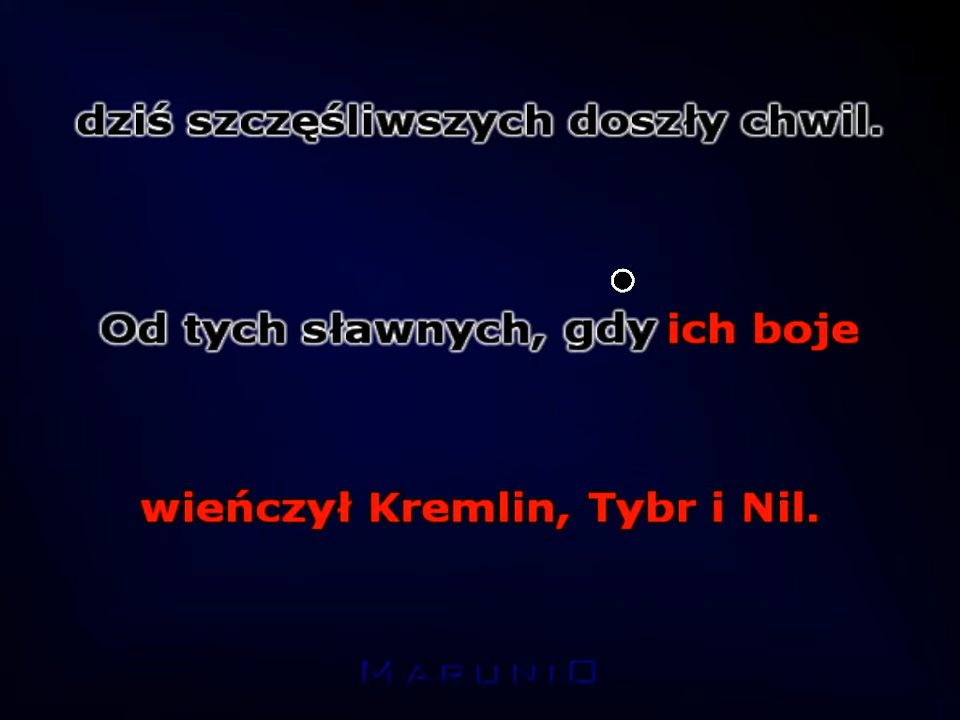 dziś szczęśliwszych doszły chwil.
Od tych sławnych, gdy ich boje
wieńczył Kremlin, Tybr i Nil.
MAPUNIO